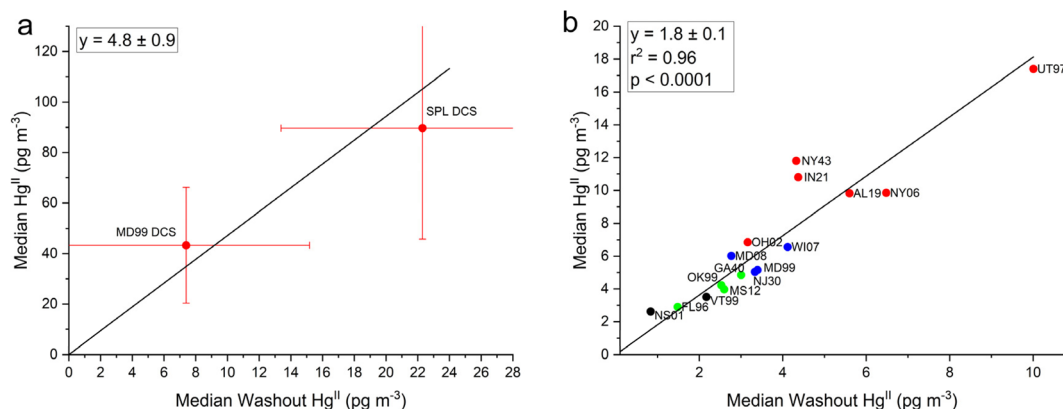 a
y = 4.8 ± 0.9
120
100
80
60
40
20
0
Median Hg^II (pg m⁻³)
SPL DCS
MD99 DCS
0 2 4 6 8 10 12 14 16 18 20 22 24 26 28
Median Washout Hg^II (pg m⁻³)
b
y = 1.8 ± 0.1
r² = 0.96
p < 0.0001
20
18
16
14
12
10
8
6
4
2
0
Median Hg^II (pg m⁻³)
UT97
NY43
IN21
AL19 NY06
OH02
WI07
MD08
GA40 MD99
OK99 NJ30
MS12
VT99
FL96
NS01
2 4 6 8 10
Median Washout Hg^II (pg m⁻³)